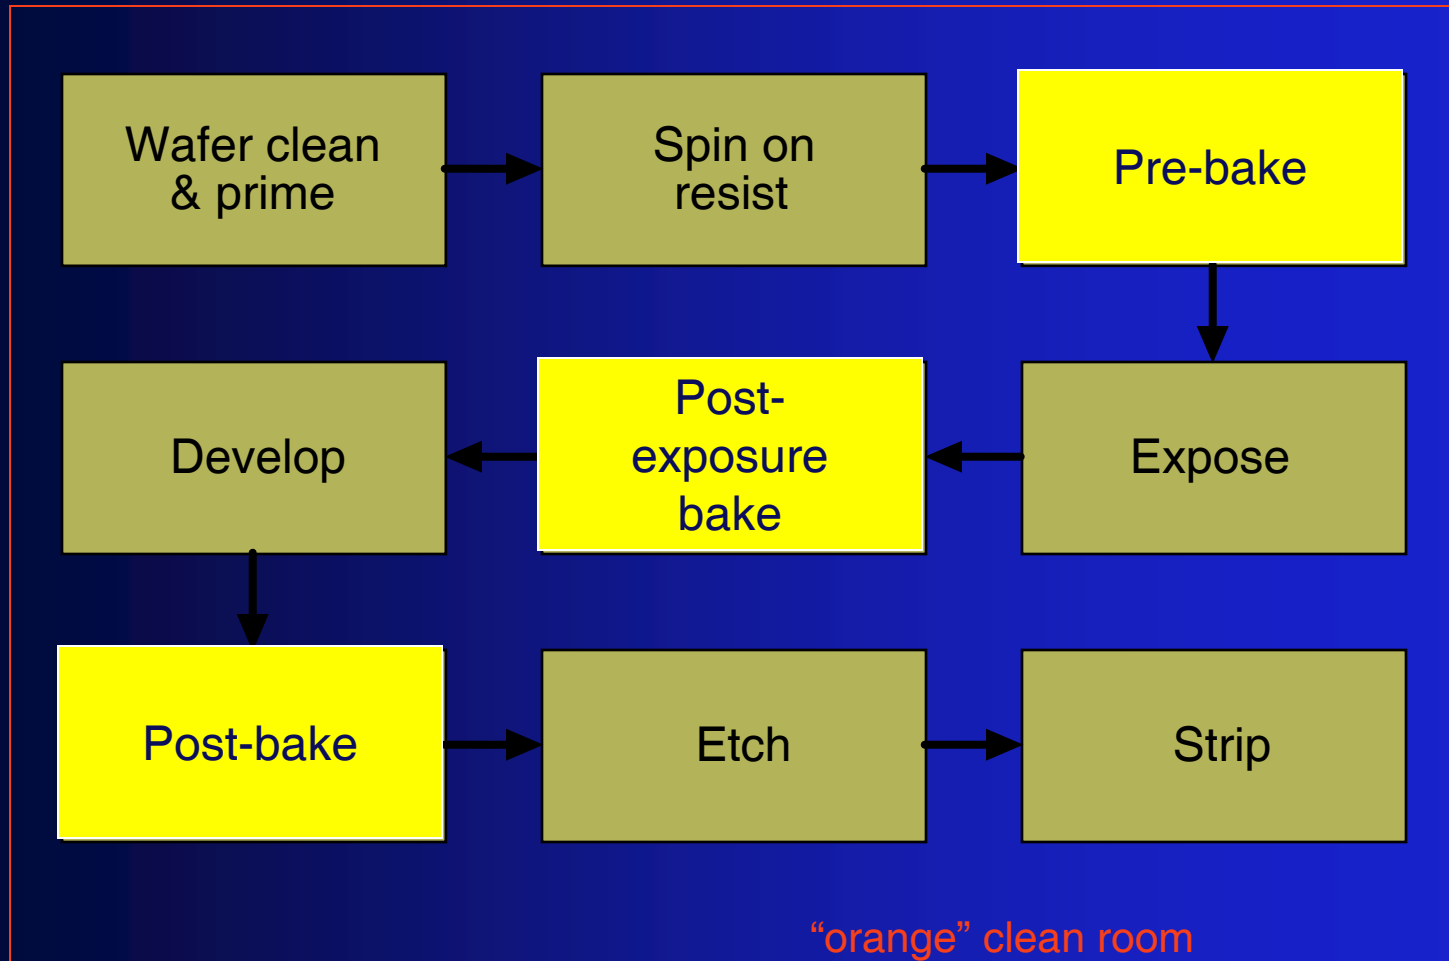 Wafer clean
& prime
Spin on
resist
Pre-bake
Expose
Post-
exposure
bake
Develop
Post-bake
Etch
Strip
“orange” clean room